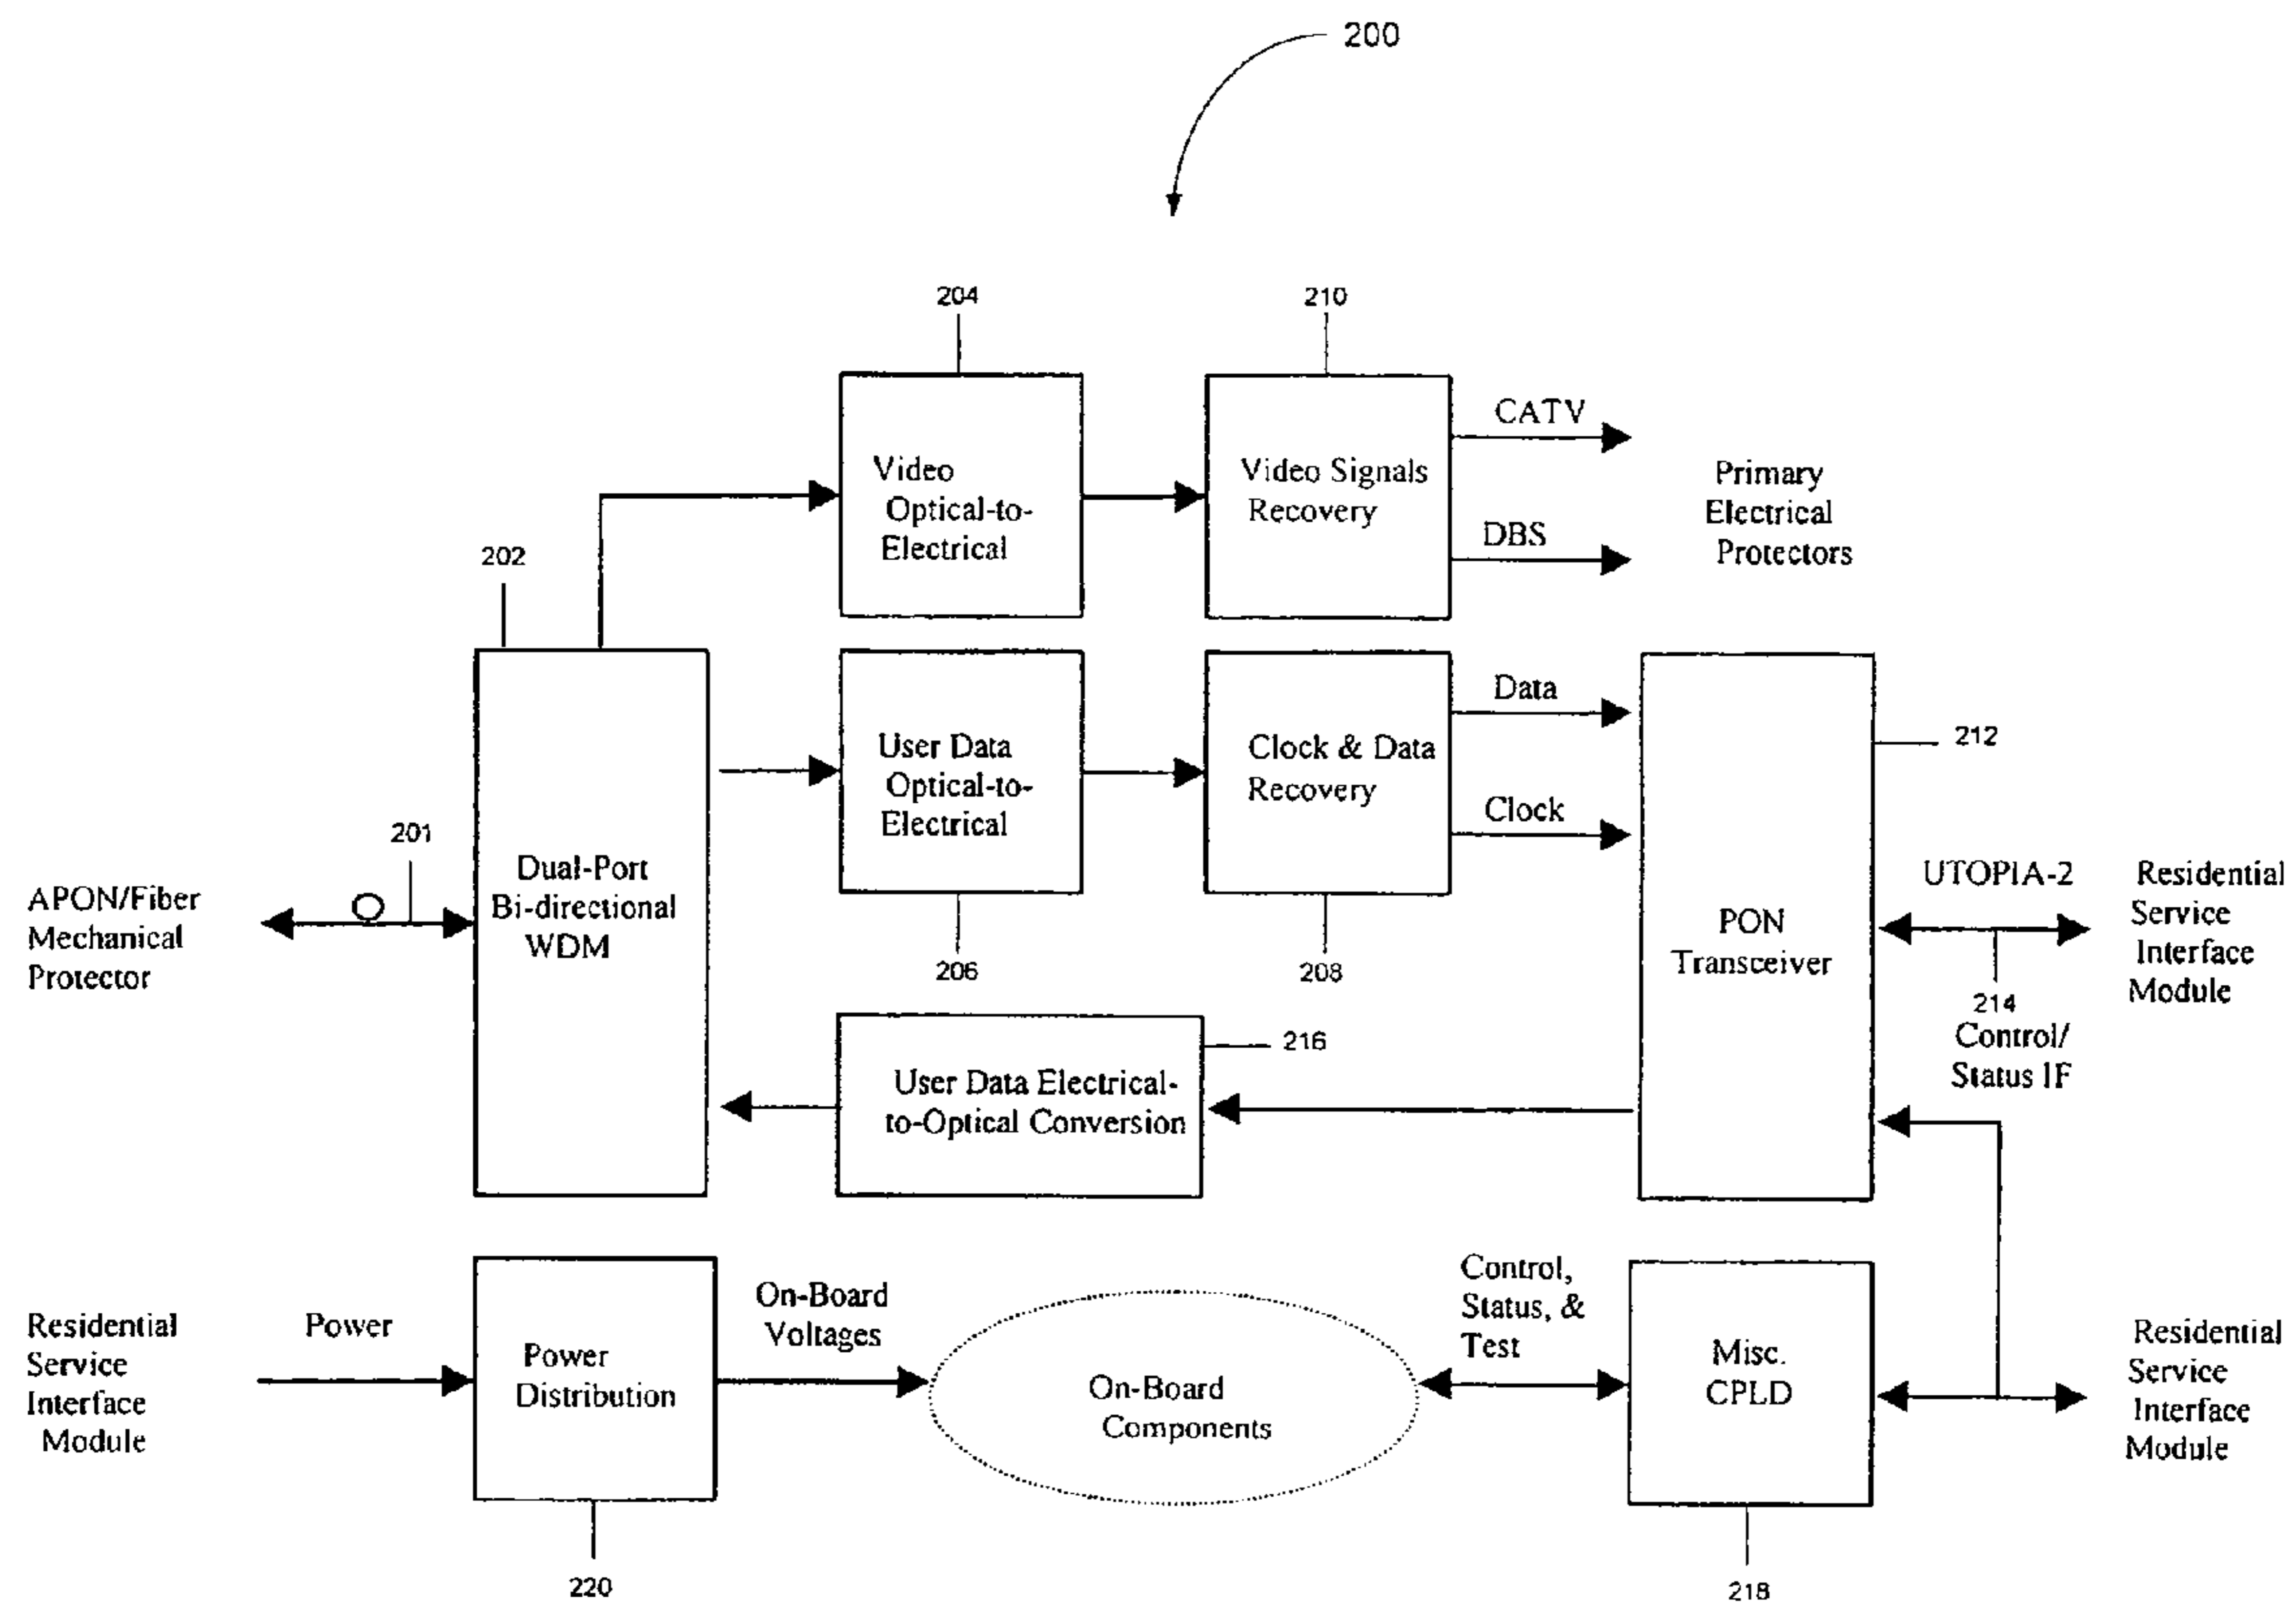 200
204
210
CATV
Video
Optical-to-
Electrical
Video Signals
Recovery
Primary
Electrical
Protectors
DBS
202
Data
User Data
Optical-to-
Electrical
Clock & Data
Recovery
212
Clock
201
Dual-Port
Bi-directional
WDM
APON/Fiber
Mechanical
Protector
UTOPIA-2
Residential
Service
Interface
Module
PON
Transceiver
206
208
214
Control/
Status IF
216
User Data Electrical-
to-Optical Conversion
Residential
Service
Interface
Module
Power
Power
Distribution
On-Board
Voltages
On-Board
Components
Control,
Status, &
Test
Misc.
CPLD
Residential
Service
Interface
Module
220
218